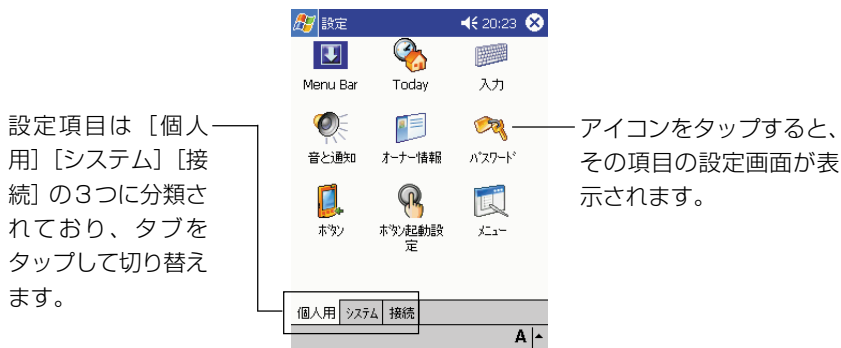 設定 20:23
Menu Bar Today 入力
音と通知 オーナー情報 パスワード
ボタン ボタン起動設定 メニュー
個人用 システム 接続
A
設定項目は［個人
用］［システム］［接
続］の３つに分類さ
れており、タブを
タップして切り替え
ます。
アイコンをタップすると、
その項目の設定画面が表
示されます。